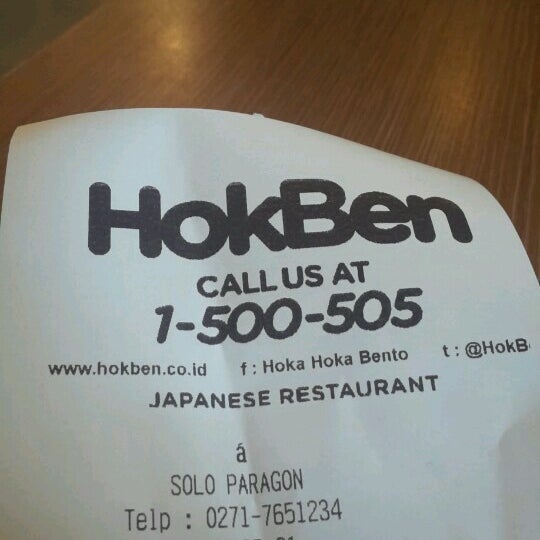 HokBen
CALL US AT
1-500-505
www.hokben.co.id f : Hoka Hoka Bento t : @HokB
JAPANESE RESTAURANT
á
SOLO PARAGON
Telp : 0271-7651234